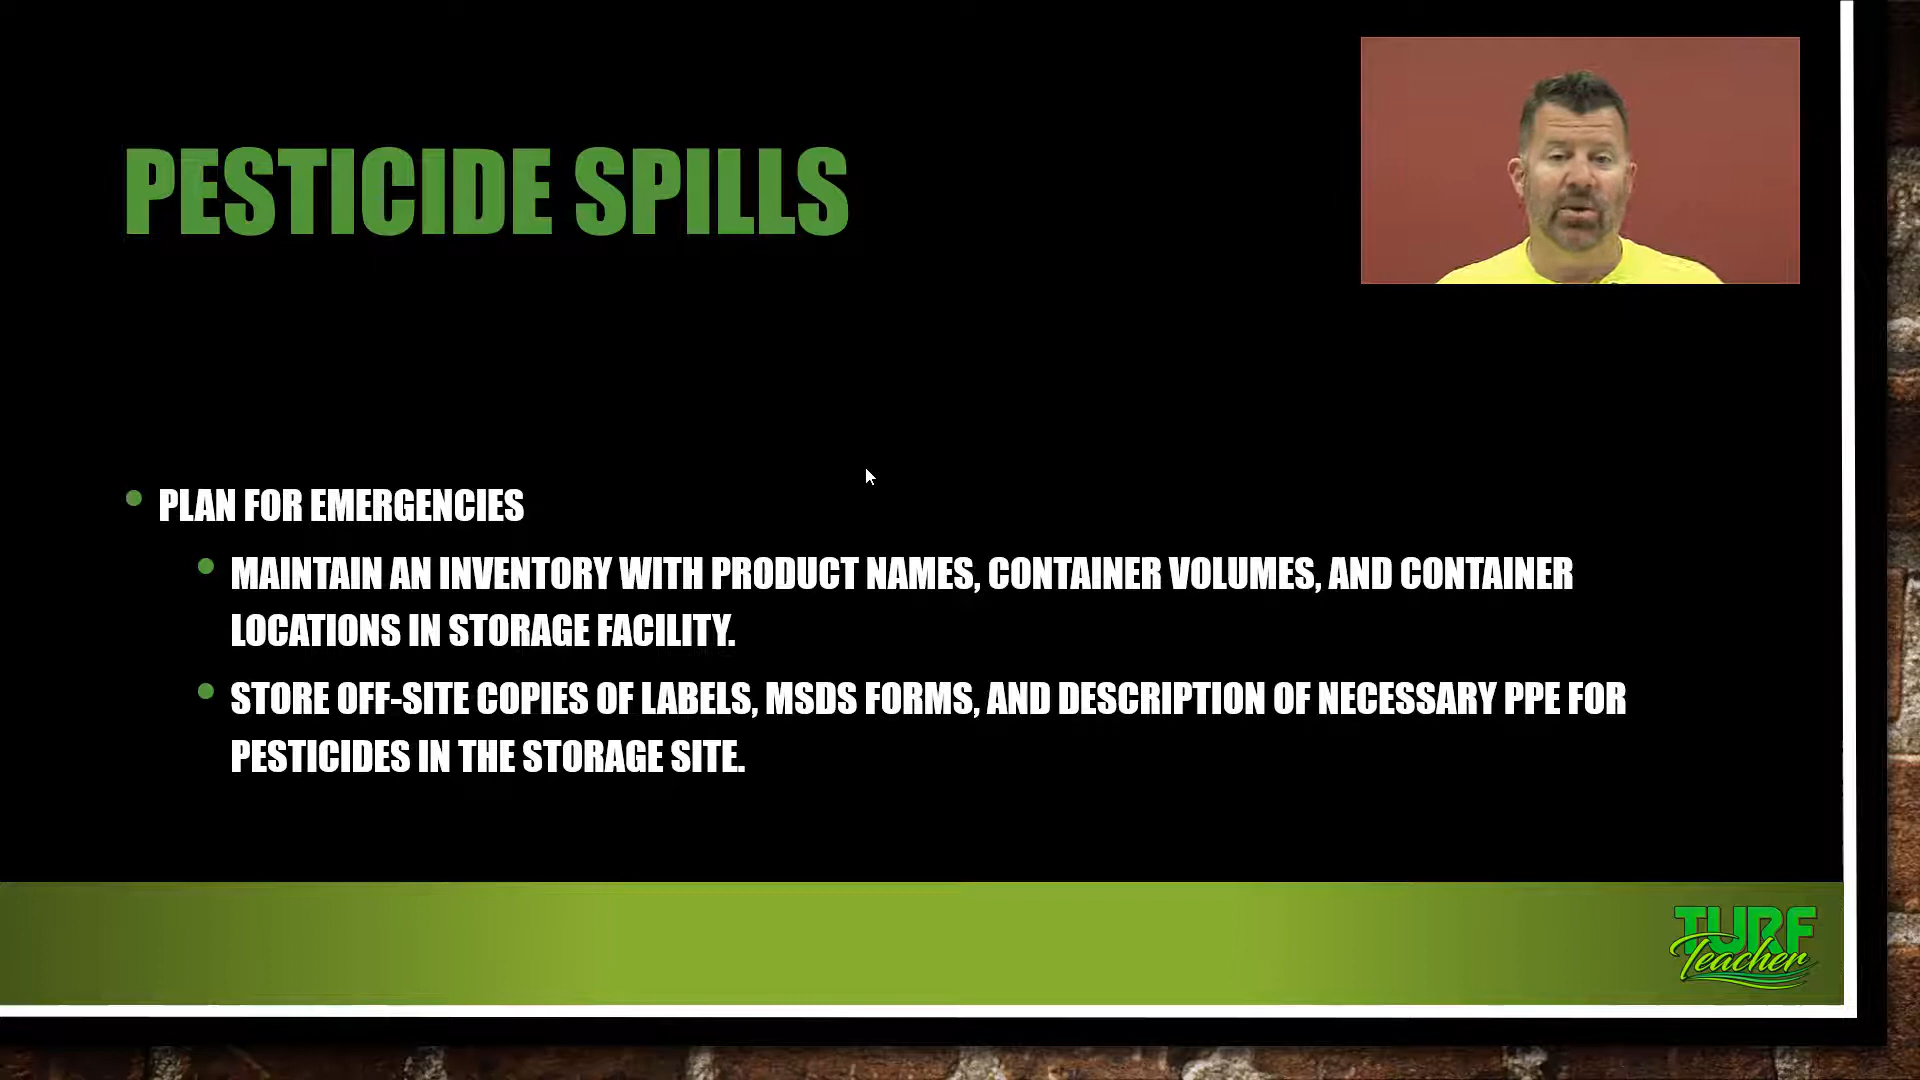 PESTICIDE SPILLS
PLAN FOR EMERGENCIES
MAINTAIN AN INVENTORY WITH PRODUCT NAMES, CONTAINER VOLUMES, AND CONTAINER
LOCATIONS IN STORAGE FACILITY.
STORE OFF-SITE COPIES OF LABELS, MSDS FORMS, AND DESCRIPTION OF NECESSARY PPE FOR
PESTICIDES IN THE STORAGE SITE.
TURF
Teacher